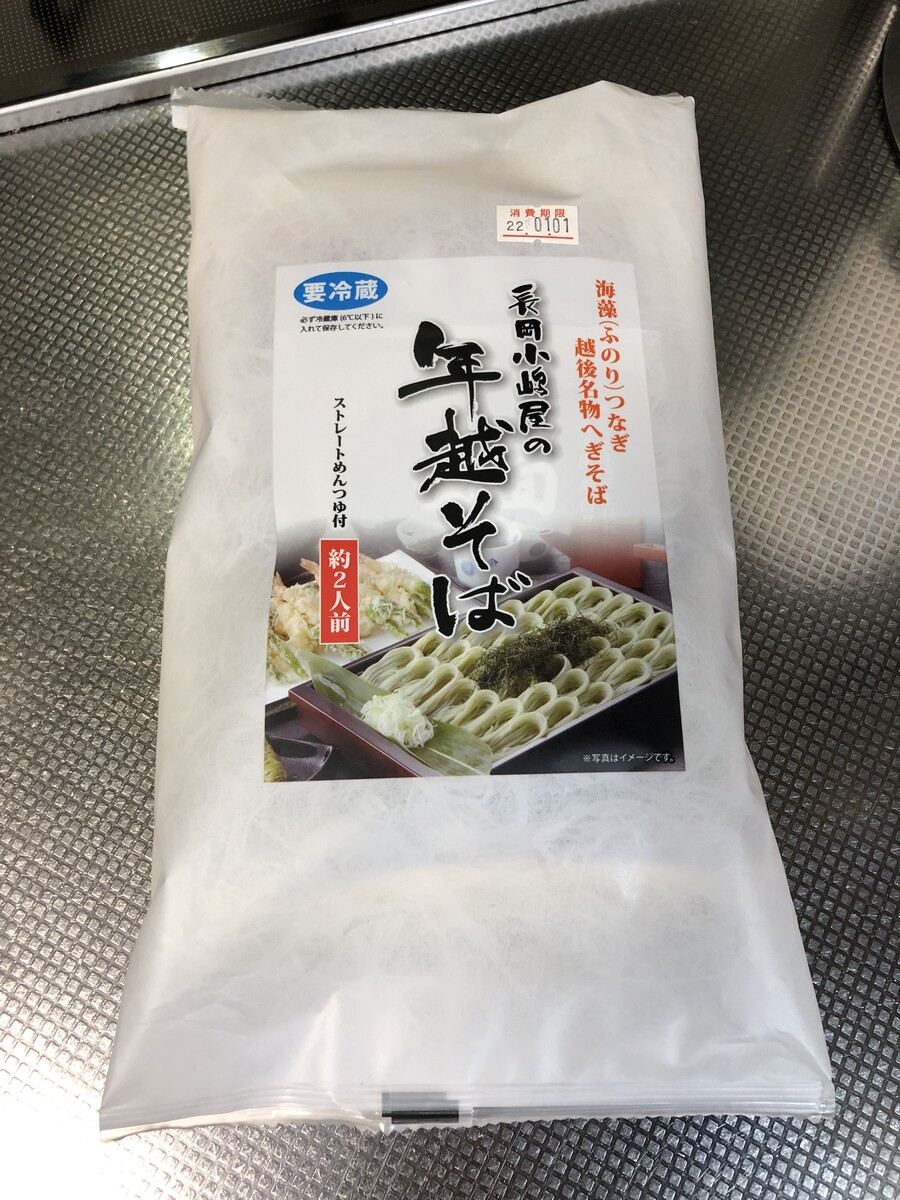 消費期限
22.01.01
要冷蔵
必ず冷蔵庫(6℃以下)に
入れて保存してください。
海藻(ふのり)つなぎ
越後名物へぎそば
長岡小嶋屋の
年越そば
ストレートめんつゆ付
約2人前
※写真はイメージです。